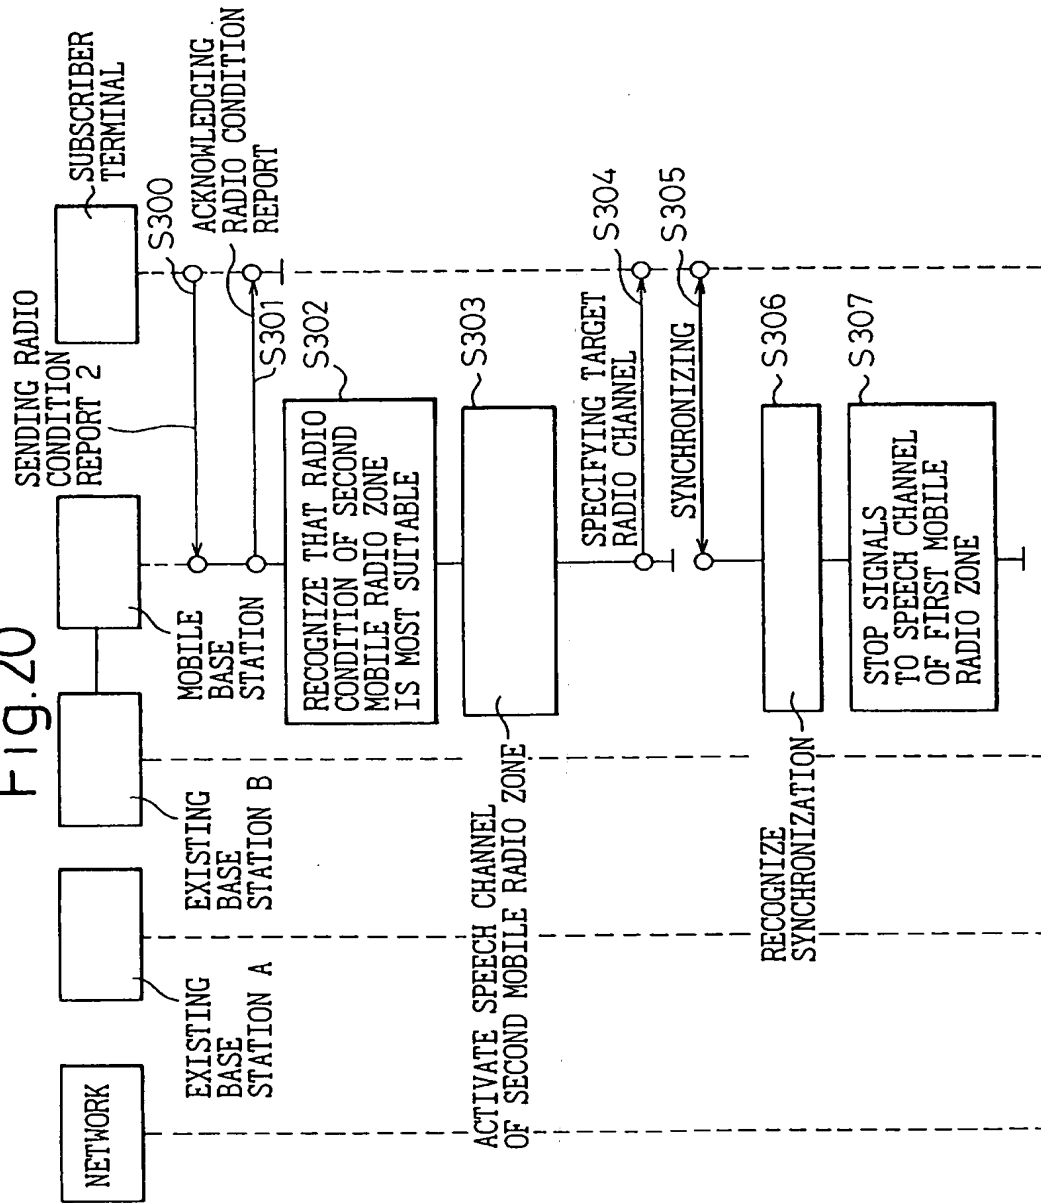 Fig.20
NETWORK
EXISTING
BASE
STATION A
EXISTING
BASE
STATION B
MOBILE
BASE
STATION
SUBSCRIBER
TERMINAL
SENDING RADIO
CONDITION
REPORT 2
S300
ACKNOWLEDGING
RADIO CONDITION
REPORT
S301
RECOGNIZE THAT RADIO
CONDITION OF SECOND
MOBILE RADIO ZONE
IS MOST SUITABLE
S302
ACTIVATE SPEECH CHANNEL
OF SECOND MOBILE RADIO ZONE
S303
SPECIFYING TARGET
RADIO CHANNEL
S304
SYNCHRONIZING
S305
RECOGNIZE
SYNCHRONIZATION
S306
STOP SIGNALS
TO SPEECH CHANNEL
OF FIRST MOBILE
RADIO ZONE
S307